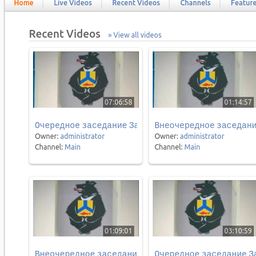 Home Live Videos Recent Videos Channels Feature
Recent Videos » View all videos
07:06:58 01:14:57
Очередное заседание За Внеочередное заседани
Owner: administrator Owner: administrator
Channel: Main Channel: Main
01:09:01 03:10:59
Внеочередное заседани Очередное заседание За